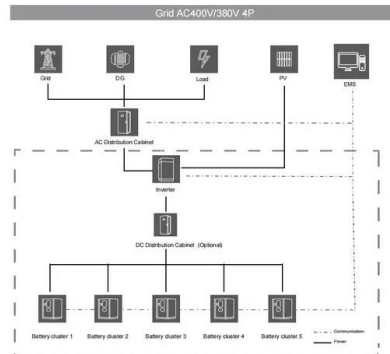 Grid AC400V/380V 4P
Grid DG Load PV EMS
AC Distribution Cabinet
Inverter
DC Distribution Cabinet (Optional)
Battery cluster 1 Battery cluster 2 Battery cluster 3 Battery cluster 4 Battery cluster 5
Communication
Power